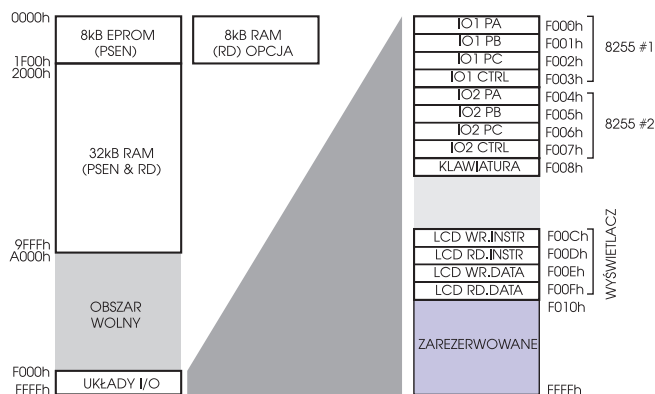 0000h
8kB EPROM
(PSEN)
1F00h
2000h
8kB RAM
(RD) OPCJA
32kB RAM
(PSEN & RD)
9FFFh
A000h
OBSZAR
WOLNY
F000h
UKŁADY I/O
FFFFh
IO1 PA F000h
IO1 PB F001h
IO1 PC F002h
IO1 CTRL F003h
8255 #1
IO2 PA F004h
IO2 PB F005h
IO2 PC F006h
IO2 CTRL F007h
8255 #2
KLAWIATURA F008h
LCD WR.INSTR F00Ch
LCD RD.INSTR F00Dh
LCD WR.DATA F00Eh
LCD RD.DATA F00Fh
WYŚWIETLACZ
F010h
ZAREZERWOWANE
FFFFh